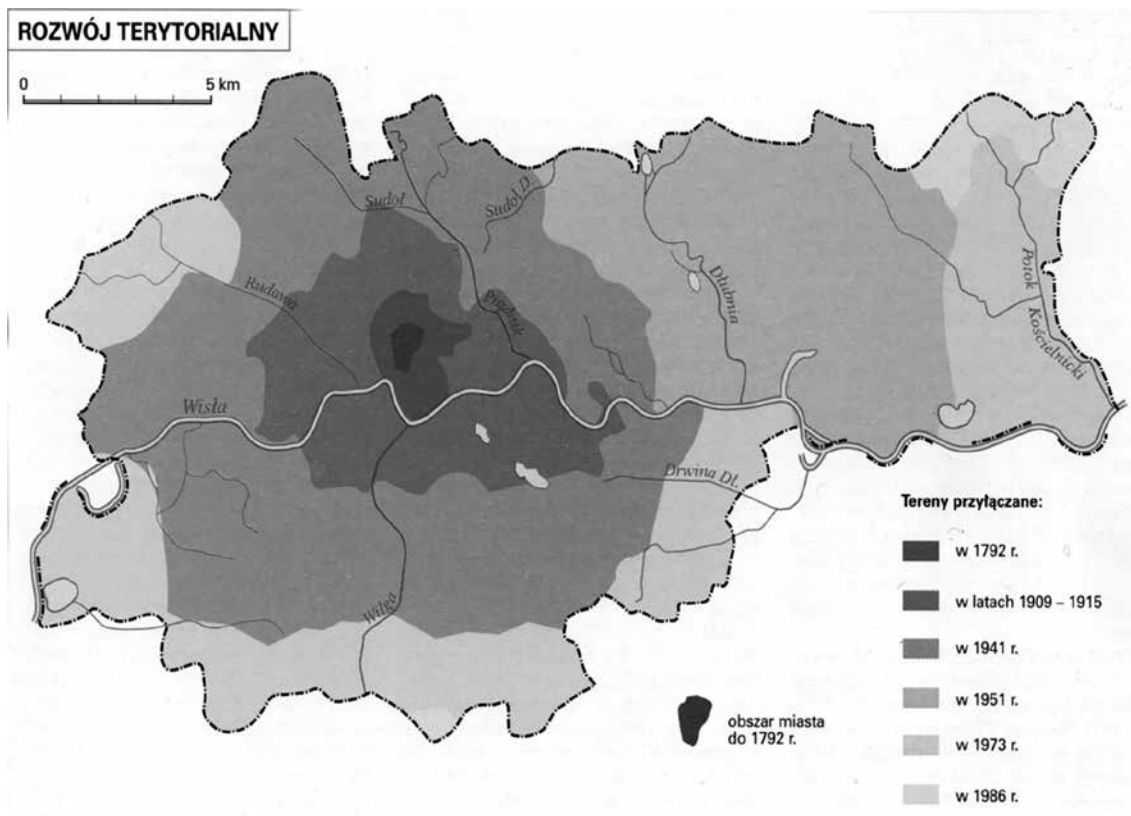 ROZWÓJ TERYTORIALNY
0 5 km
Sudoł
Sudoł D.
Rudawa
Prądnik
Dłubnia
Potok
Kościelnicki
Wisła
Drwina Dł.
Wilga
Tereny przyłączane:
w 1792 r.
w latach 1909 – 1915
w 1941 r.
w 1951 r.
w 1973 r.
w 1986 r.
obszar miasta
do 1792 r.